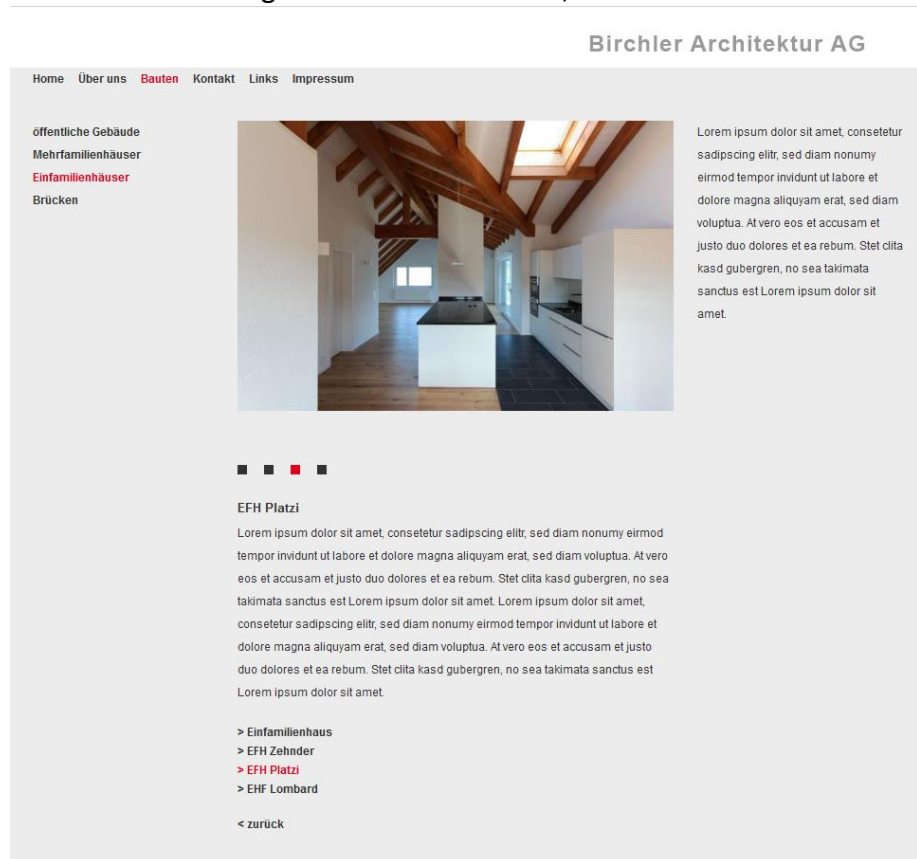 Birchler Architektur AG
Home Über uns Bauten Kontakt Links Impressum
öffentliche Gebäude
Mehrfamilienhäuser
Einfamilienhäuser
Brücken
Lorem ipsum dolor sit amet, consetetur
sadipscing elitr, sed diam nonumy
eirmod tempor invidunt ut labore et
dolore magna aliquyam erat, sed diam
voluptua. At vero eos et accusam et
justo duo dolores et ea rebum. Stet clita
kasd gubergren, no sea takimata
sanctus est Lorem ipsum dolor sit
amet.
EFH Platzi
Lorem ipsum dolor sit amet, consetetur sadipscing elitr, sed diam nonumy eirmod
tempor invidunt ut labore et dolore magna aliquyam erat, sed diam voluptua. At vero
eos et accusam et justo duo dolores et ea rebum. Stet clita kasd gubergren, no sea
takimata sanctus est Lorem ipsum dolor sit amet. Lorem ipsum dolor sit amet,
consetetur sadipscing elitr, sed diam nonumy eirmod tempor invidunt ut labore et
dolore magna aliquyam erat, sed diam voluptua. At vero eos et accusam et justo
duo dolores et ea rebum. Stet clita kasd gubergren, no sea takimata sanctus est
Lorem ipsum dolor sit amet.
> Einfamilienhaus
> EFH Zehnder
> EFH Platzi
> EHF Lombard
< zurück